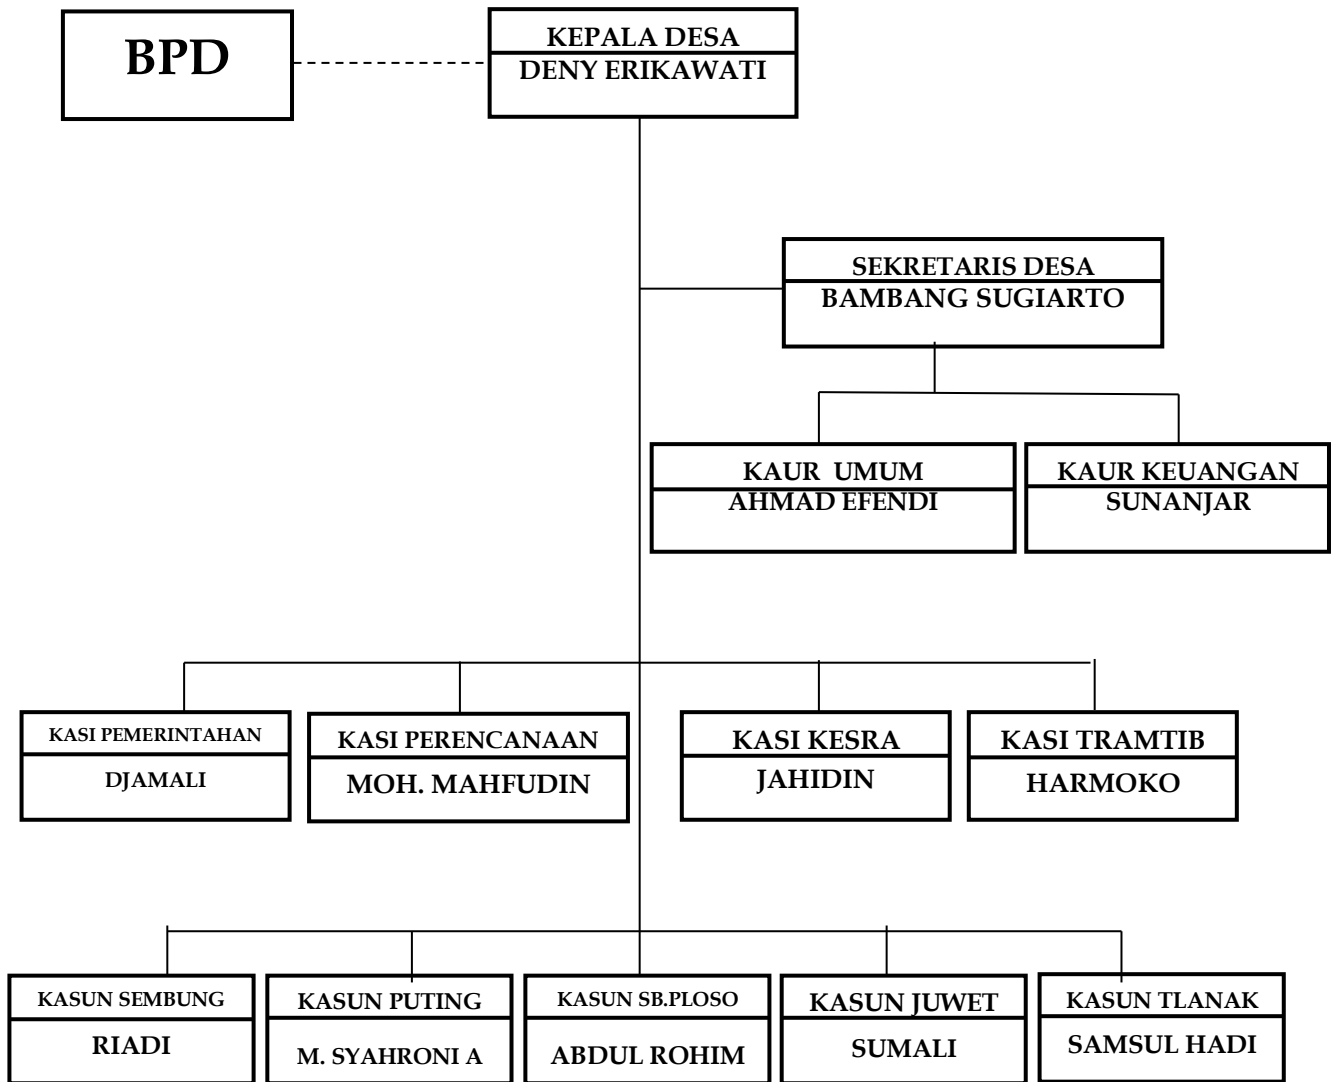 BPD
KEPALA DESA
DENY ERIKAWATI
SEKRETARIS DESA
BAMBANG SUGIARTO
KAUR UMUM
AHMAD EFENDI
KAUR KEUANGAN
SUNANJAR
KASI PEMERINTAHAN
DJAMALI
KASI PERENCANAAN
MOH. MAHFUDIN
KASI KESRA
JAHIDIN
KASI TRAMTIB
HARMOKO
KASUN SEMBUNG
RIADI
KASUN PUTING
M. SYAHRONI A
KASUN SB.PLOSO
ABDUL ROHIM
KASUN JUWET
SUMALI
KASUN TLANAK
SAMSUL HADI